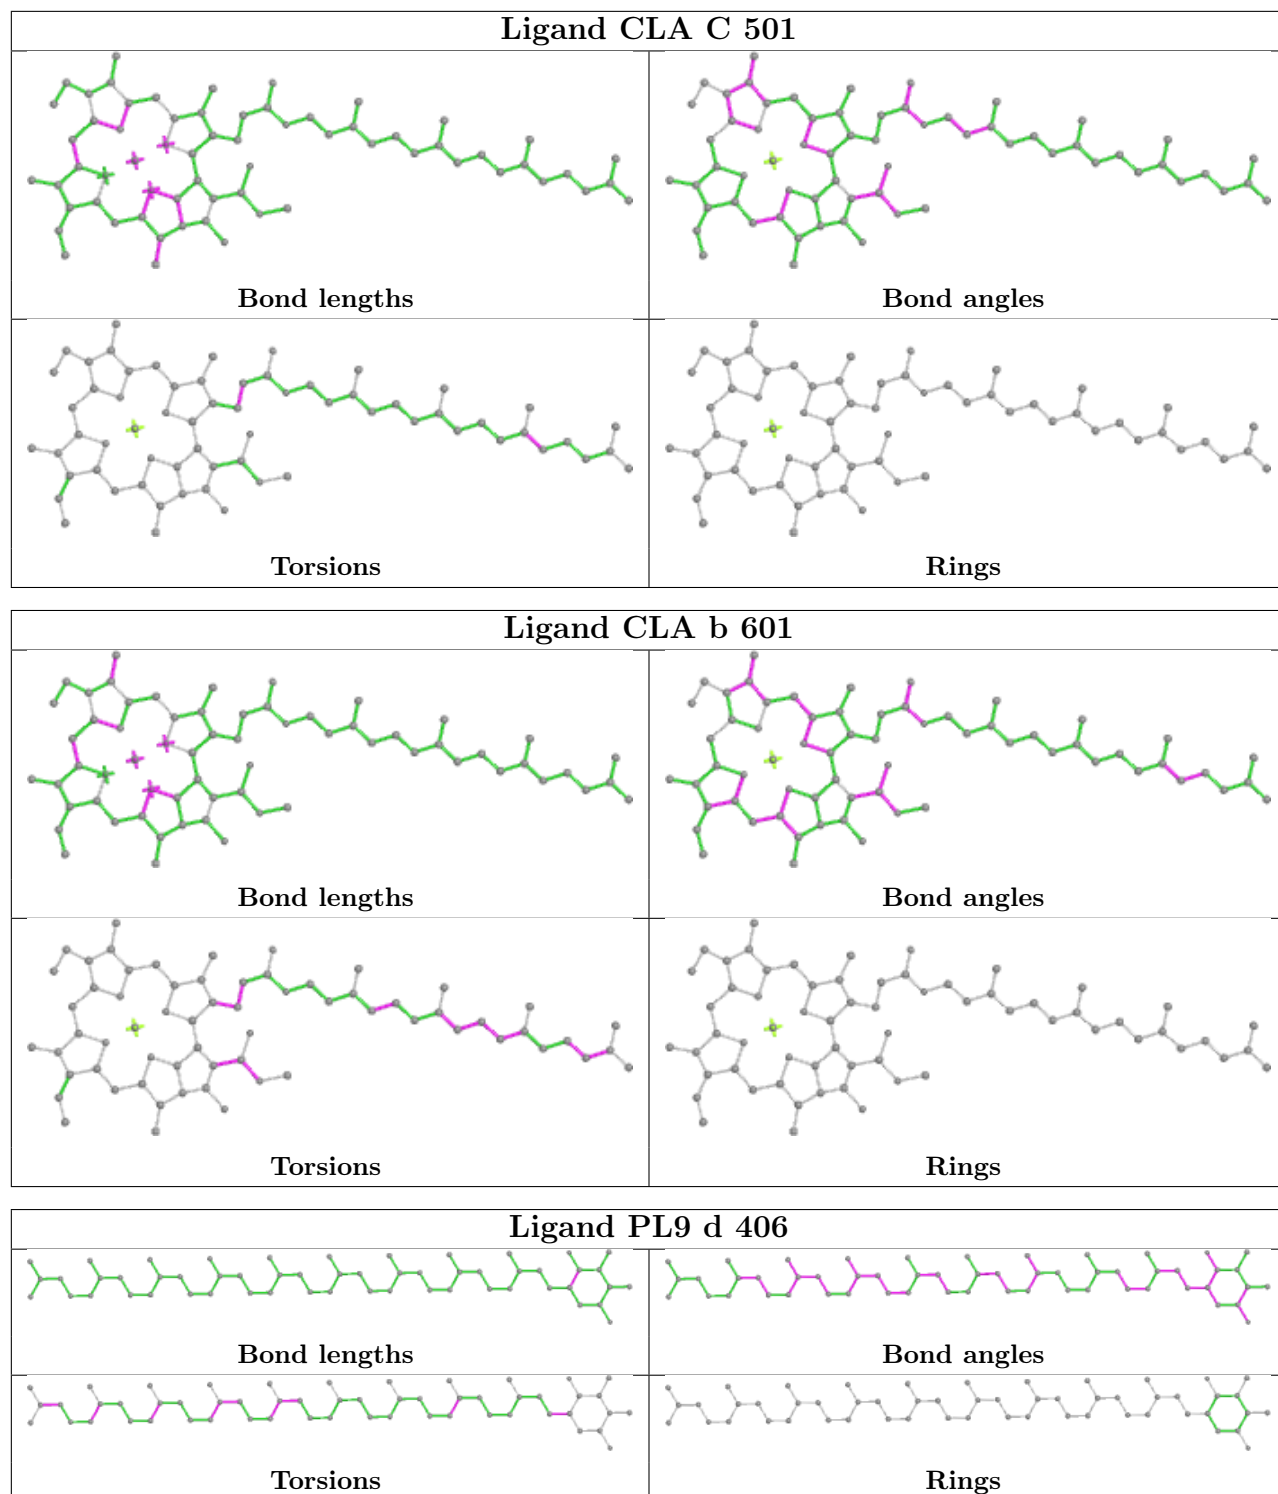 Ligand CLA C 501
Bond lengths
Bond angles
Torsions
Rings
Ligand CLA b 601
Bond lengths
Bond angles
Torsions
Rings
Ligand PL9 d 406
Bond lengths
Bond angles
Torsions
Rings